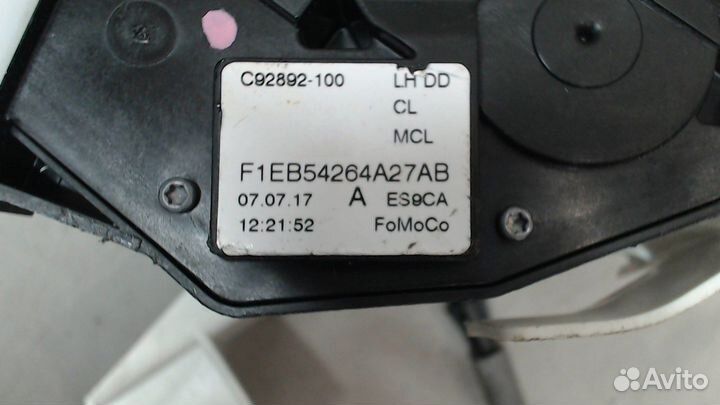 C92892-100 LH DD
CL
MCL
F1EB54264A27AB
07.07.17 A ES9CA
12:21:52 FoMoCo
Avito